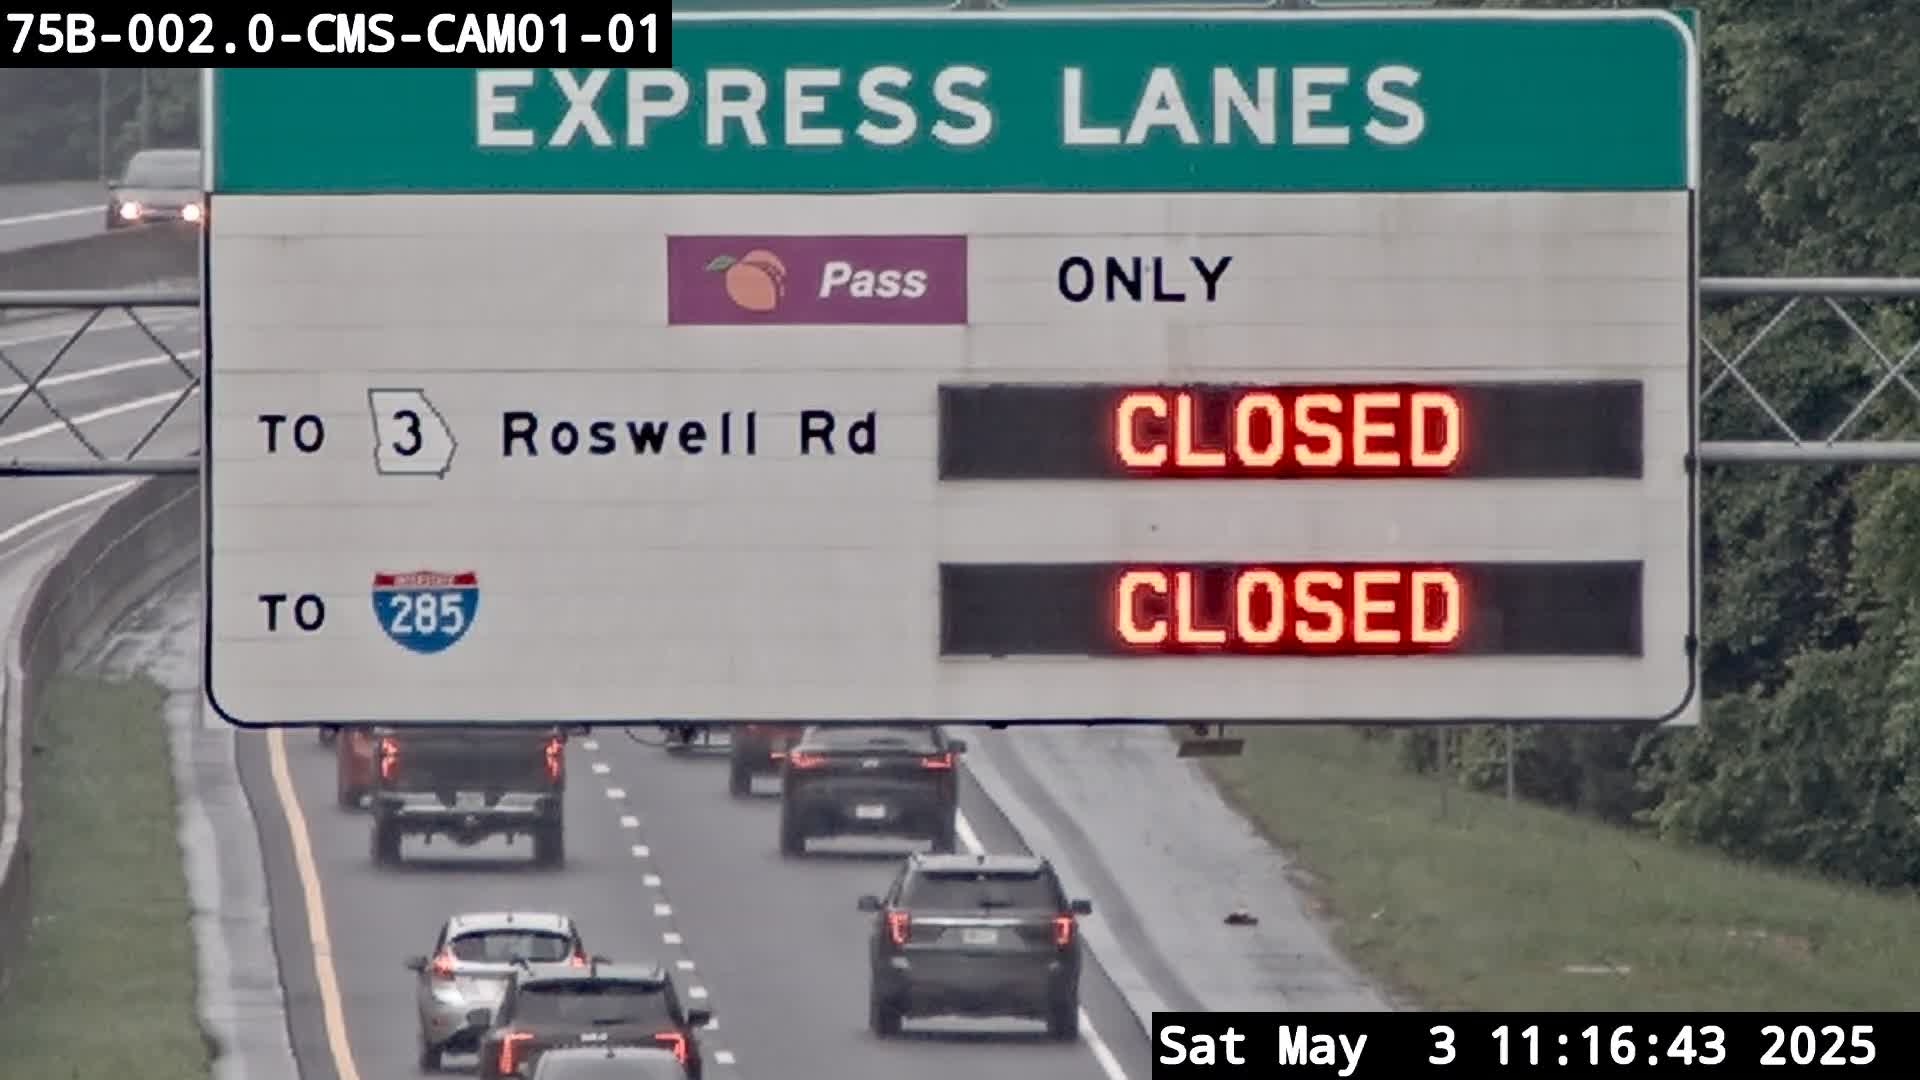 75B-002.0-CMS-CAM01-01
EXPRESS LANES
Pass ONLY
TO 3 Roswell Rd CLOSED
TO INTERSTATE 285 CLOSED
Sat May 3 11:16:43 2025